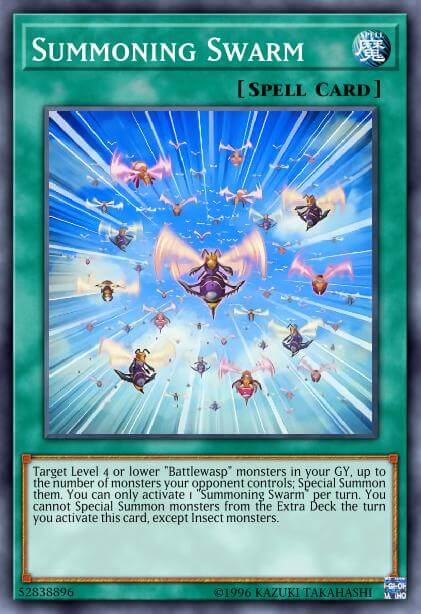 SUMMONING SWARM
SPELL
魔
[SPELL CARD]
Target Level 4 or lower "Battlewasp" monsters in your GY, up to
the number of monsters your opponent controls; Special Summon
them. You can only activate 1 "Summoning Swarm" per turn. You
cannot Special Summon monsters from the Extra Deck the turn
you activate this card, except Insect monsters.
52838896
©1996 KAZUKI TAKAHASHI